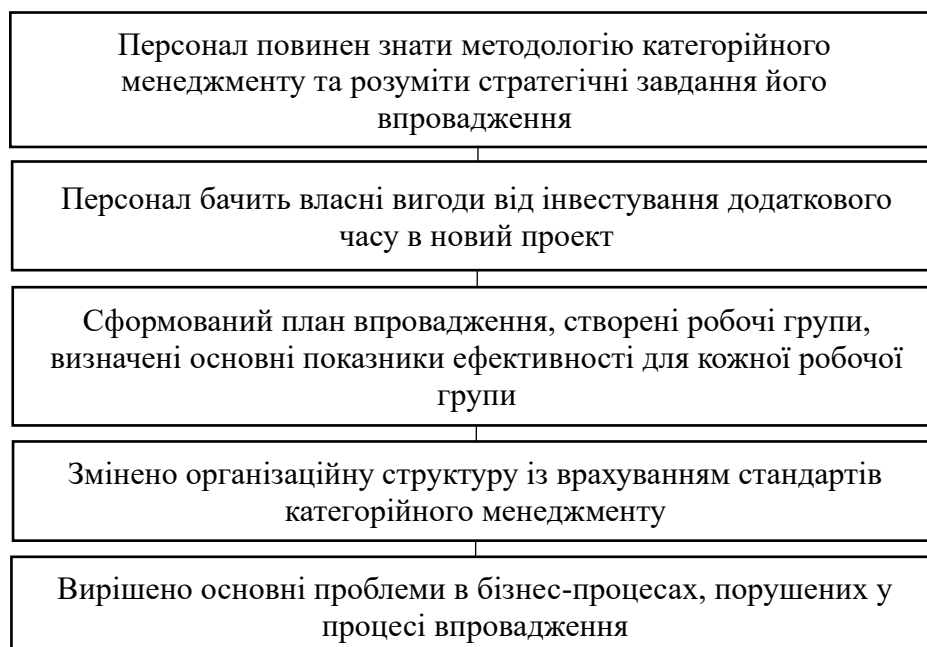 Персонал повинен знати методологію категорійного
менеджменту та розуміти стратегічні завдання його
впровадження
Персонал бачить власні вигоди від інвестування додаткового
часу в новий проект
Сформований план впровадження, створені робочі групи,
визначені основні показники ефективності для кожної робочої
групи
Змінено організаційну структуру із врахуванням стандартів
категорійного менеджменту
Вирішено основні проблеми в бізнес-процесах, порушених у
процесі впровадження